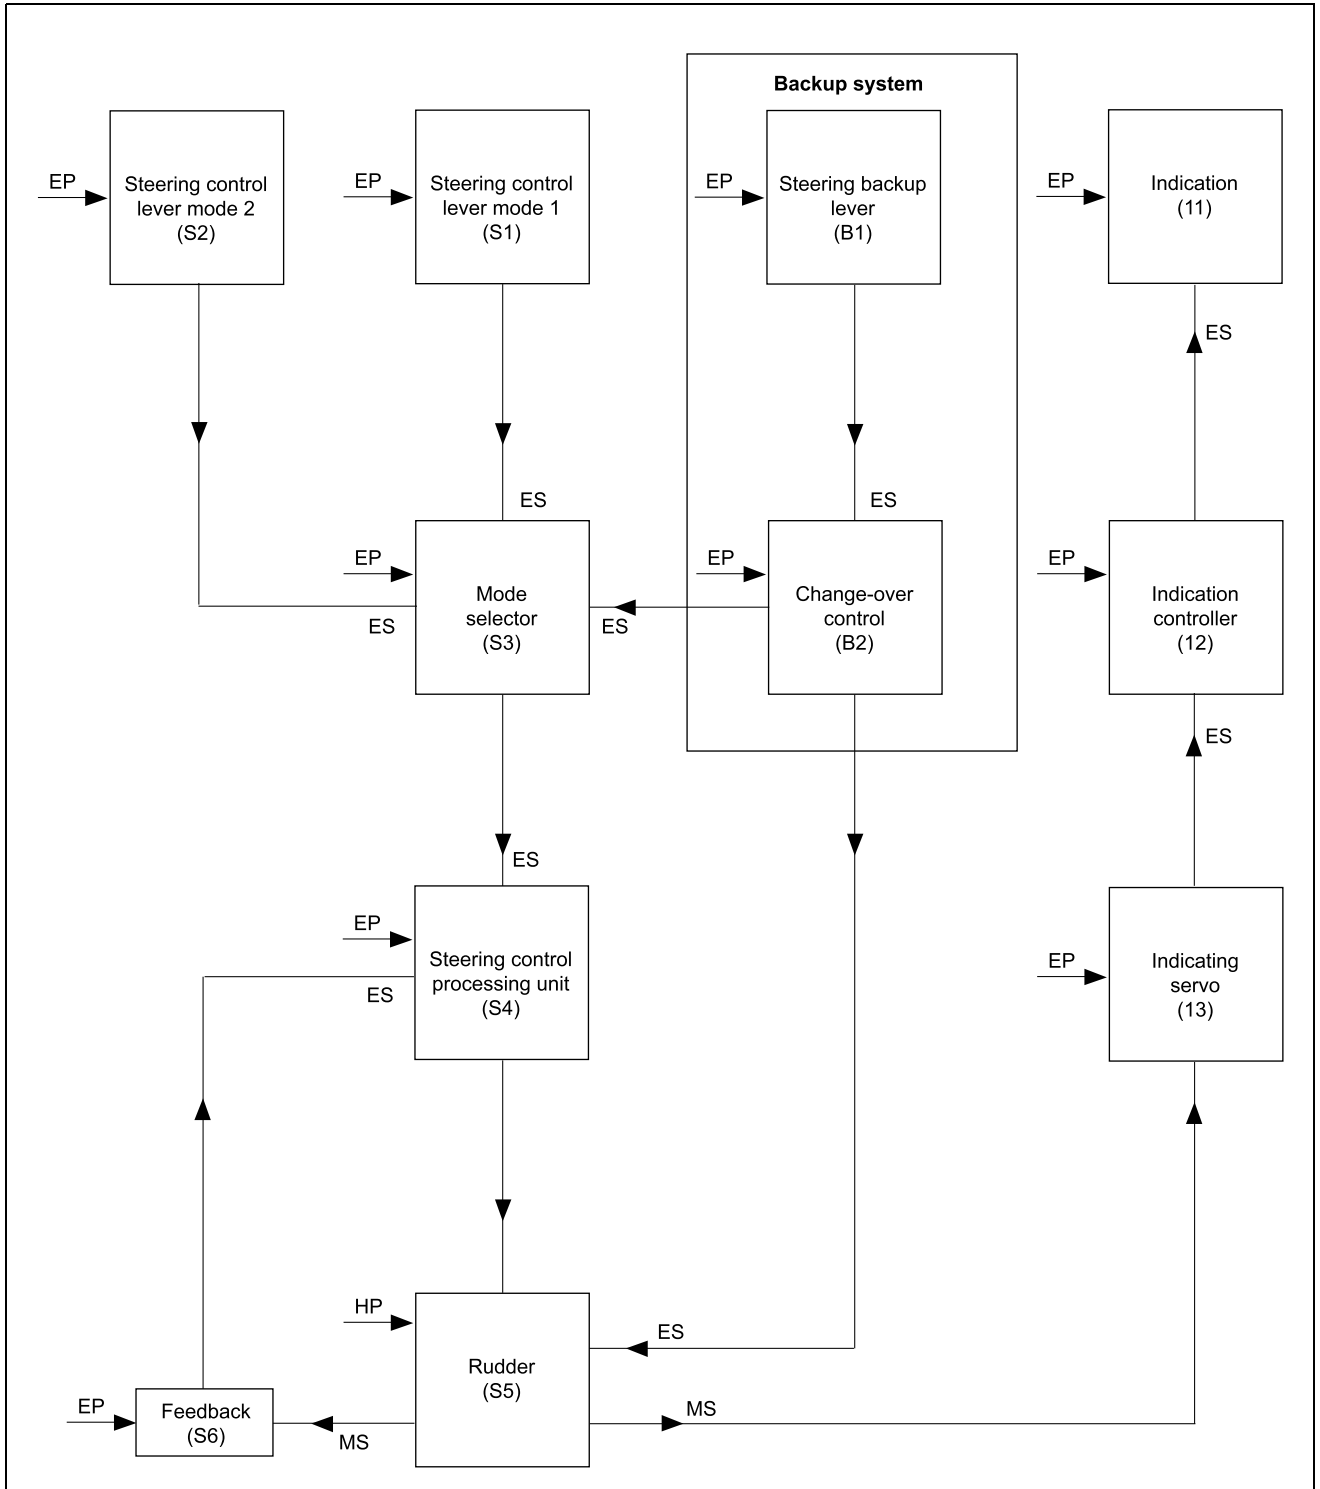 Backup system
EP
Steering control
lever mode 2
(S2)
EP
Steering control
lever mode 1
(S1)
EP
Steering backup
lever
(B1)
EP
Indication
(11)
ES
ES
ES
EP
Mode
selector
(S3)
ES
ES
EP
Change-over
control
(B2)
EP
Indication
controller
(12)
ES
ES
EP
Steering control
processing unit
(S4)
ES
EP
Indicating
servo
(13)
HP
Rudder
(S5)
ES
MS
EP
Feedback
(S6)
MS